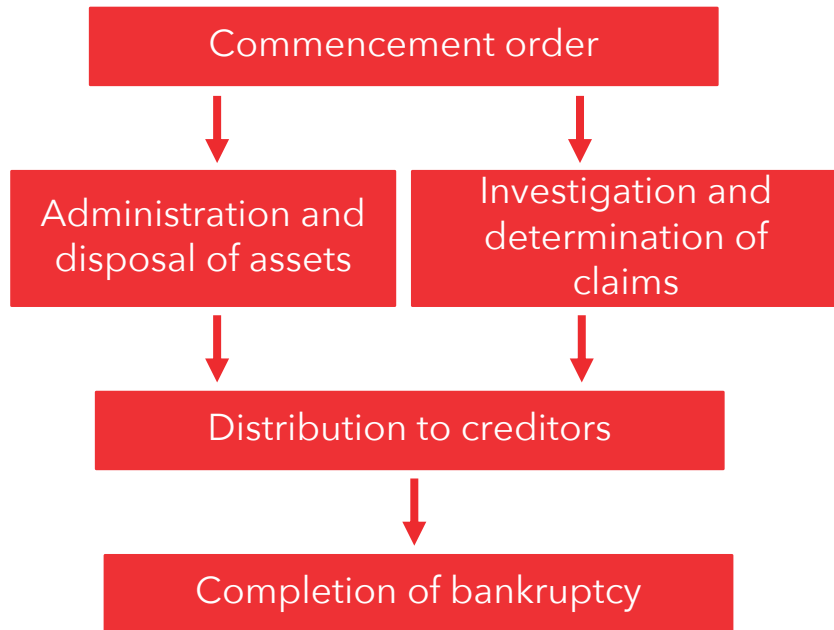 Commencement order
Administration and
disposal of assets
Investigation and
determination of
claims
Distribution to creditors
Completion of bankruptcy